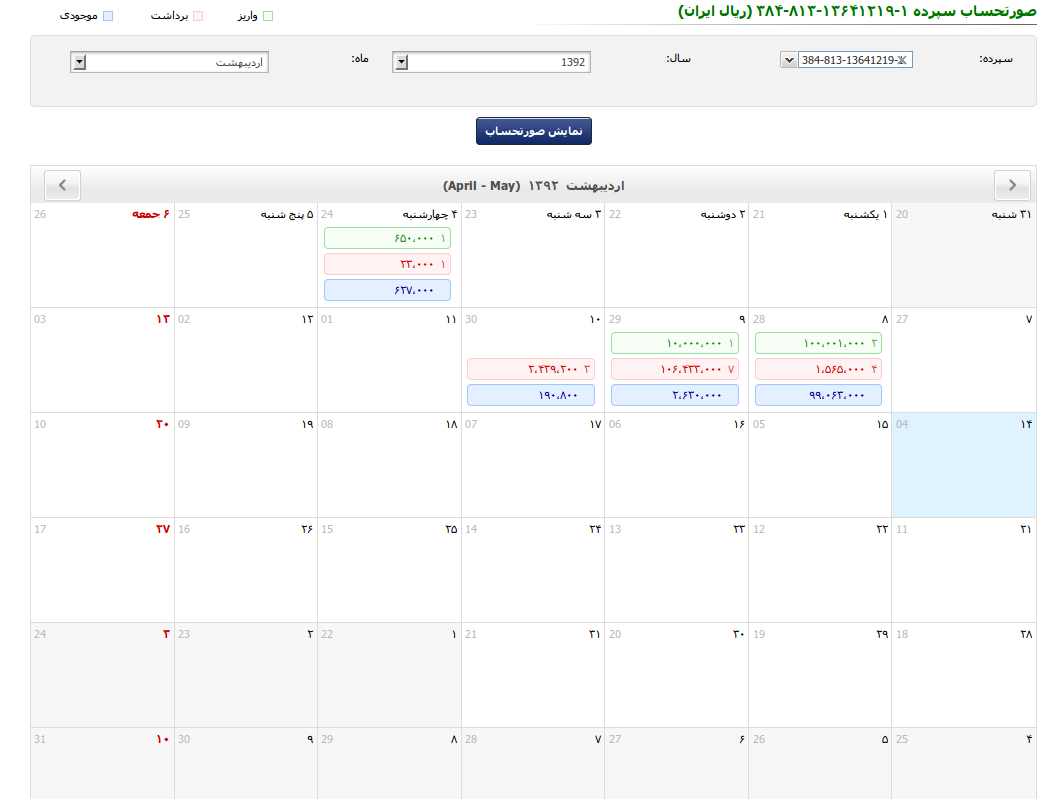 صورتحساب سپرده ۱-۱۳۶۴۱۲۱۹-۸۱۳-۳۸۴ (ریال ایران)
واریز برداشت موجودی
سپرده: سال: 1392 ماه: اردیبهشت
نمایش صورتحساب
اردیبهشت ۱۳۹۲ (April - May)
۳۱ شنبه 20 ۱ یکشنبه 21 ۲ دوشنبه 22 ۳ سه شنبه 23 ۴ چهارشنبه 24 ۵ پنج شنبه 25 ۶ جمعه 26
۱ ۶۵۰،۰۰۰
۱ ۲۳،۰۰۰
۶۲۷،۰۰۰
۷ 27 ۸ 28 ۹ 29 ۱۰ 30 ۱۱ 01 ۱۲ 02 ۱۳ 03
۲ ۱۰۰،۰۰۱،۰۰۰ ۱ ۱۰،۰۰۰،۰۰۰
۴ ۱،۵۶۵،۰۰۰ ۷ ۱۰۶،۴۳۳،۰۰۰ ۳ ۲،۴۳۹،۲۰۰
۹۹،۰۶۳،۰۰۰ ۲،۶۳۰،۰۰۰ ۱۹۰،۸۰۰
۱۴ 04 ۱۵ 05 ۱۶ 06 ۱۷ 07 ۱۸ 08 ۱۹ 09 ۲۰ 10
۲۱ 11 ۲۲ 12 ۲۳ 13 ۲۴ 14 ۲۵ 15 ۲۶ 16 ۲۷ 17
۲۸ 18 ۲۹ 19 ۳۰ 20 ۳۱ 21 ۱ 22 ۲ 23 ۳ 24
۴ 25 ۵ 26 ۶ 27 ۷ 28 ۸ 29 ۹ 30 ۱۰ 31